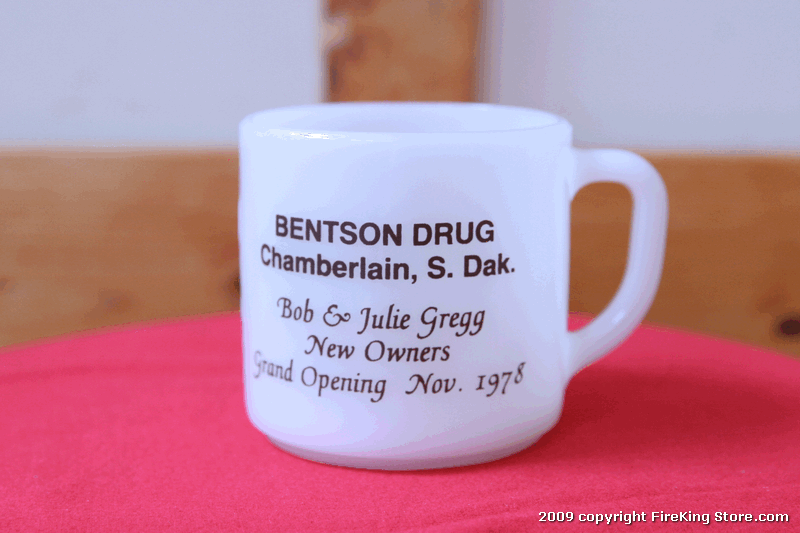 BENTSON DRUG
Chamberlain, S. Dak.
Bob & Julie Gregg
New Owners
Grand Opening Nov. 1978
2009 copyright FireKing Store.com